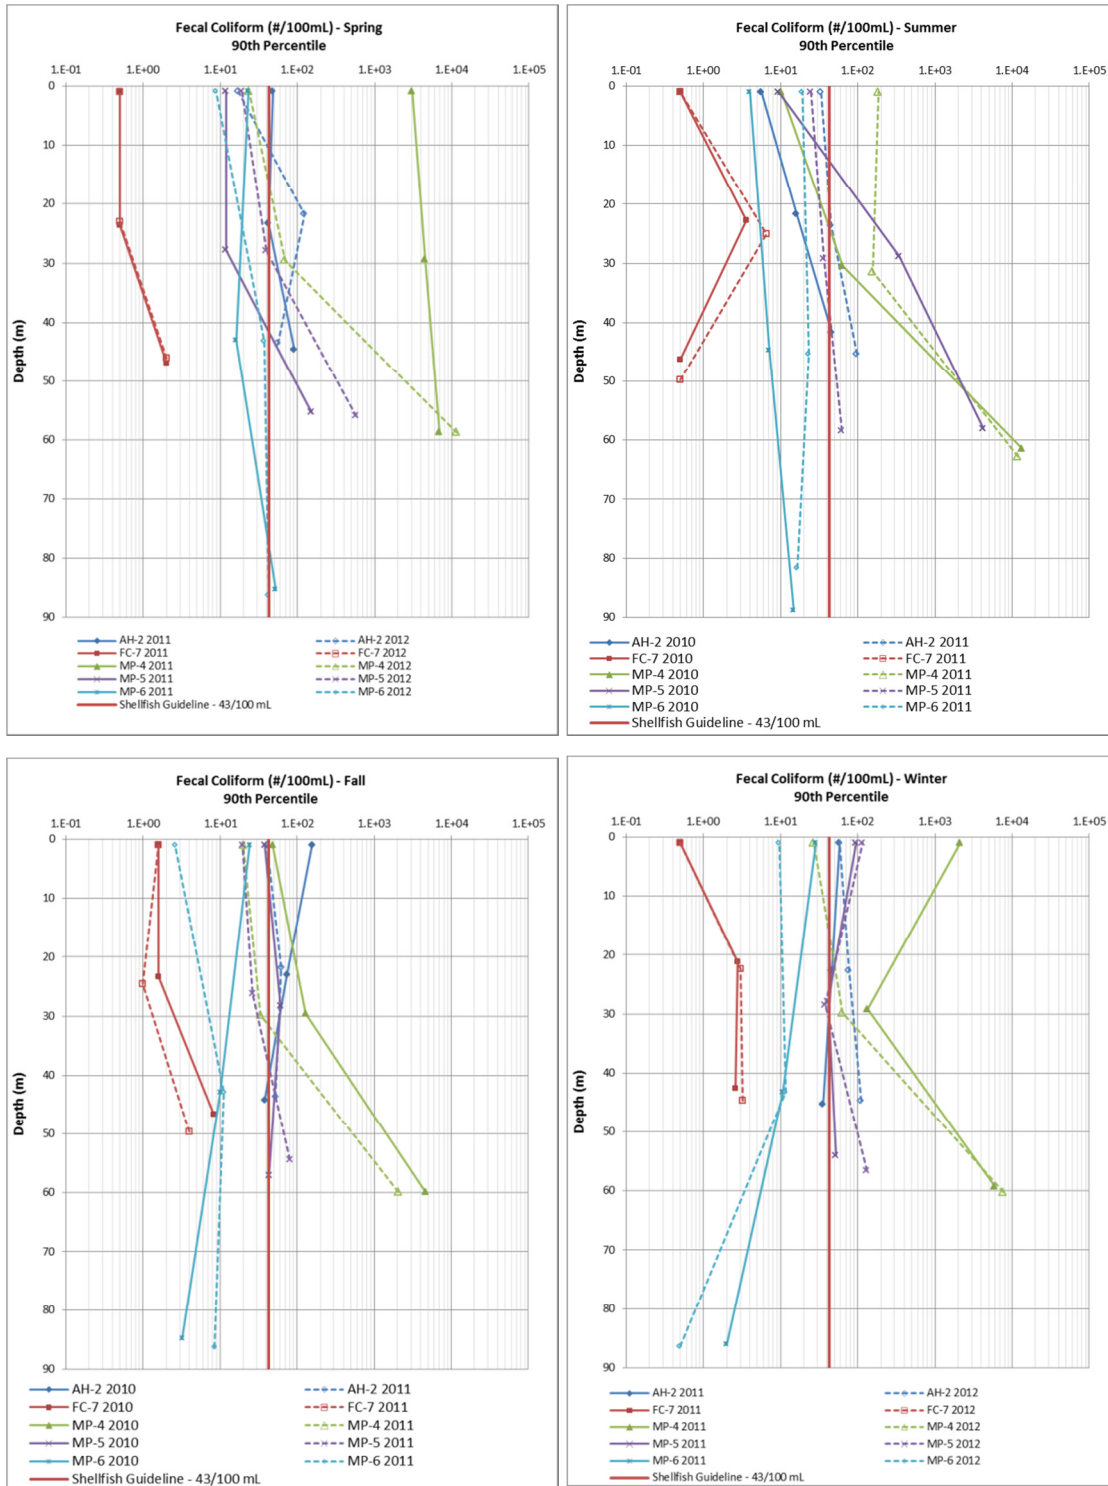 Fecal Coliform (#/100mL) - Spring
90th Percentile
1.E-01 1.E+00 1.E+01 1.E+02 1.E+03 1.E+04 1.E+05
0
10
20
30
40
50
60
70
80
90
Depth (m)
AH-2 2011 AH-2 2012
FC-7 2011 FC-7 2012
MP-4 2011 MP-4 2012
MP-5 2011 MP-5 2012
MP-6 2011 MP-6 2012
Shellfish Guideline - 43/100 mL
Fecal Coliform (#/100mL) - Summer
90th Percentile
1.E-01 1.E+00 1.E+01 1.E+02 1.E+03 1.E+04 1.E+05
0
10
20
30
40
50
60
70
80
90
Depth (m)
AH-2 2010 AH-2 2011
FC-7 2010 FC-7 2011
MP-4 2010 MP-4 2011
MP-5 2010 MP-5 2011
MP-6 2010 MP-6 2011
Shellfish Guideline - 43/100 mL
Fecal Coliform (#/100mL) - Fall
90th Percentile
1.E-01 1.E+00 1.E+01 1.E+02 1.E+03 1.E+04 1.E+05
0
10
20
30
40
50
60
70
80
90
Depth (m)
AH-2 2010 AH-2 2011
FC-7 2010 FC-7 2011
MP-4 2010 MP-4 2011
MP-5 2010 MP-5 2011
MP-6 2010 MP-6 2011
Shellfish Guideline - 43/100 mL
Fecal Coliform (#/100mL) - Winter
90th Percentile
1.E-01 1.E+00 1.E+01 1.E+02 1.E+03 1.E+04 1.E+05
0
10
20
30
40
50
60
70
80
90
Depth (m)
AH-2 2011 AH-2 2012
FC-7 2011 FC-7 2012
MP-4 2011 MP-4 2012
MP-5 2011 MP-5 2012
MP-6 2011 MP-6 2012
Shellfish Guideline - 43/100 mL